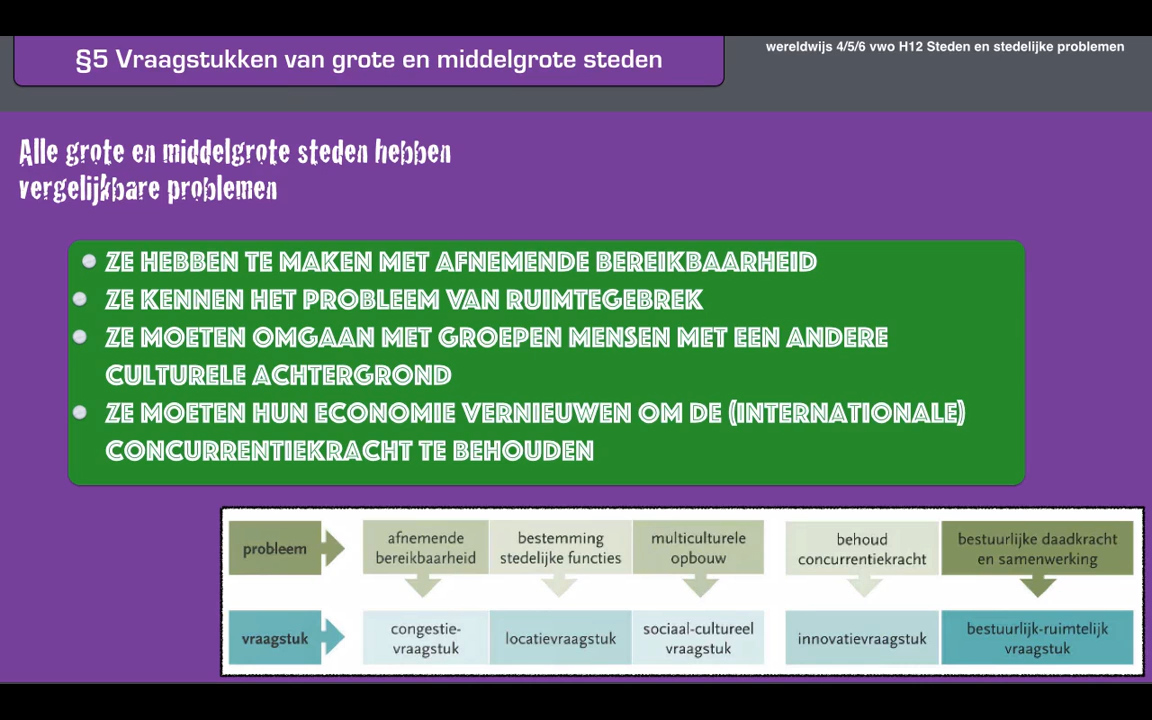 §5 Vraagstukken van grote en middelgrote steden
wereldwijs 4/5/6 vwo H12 Steden en stedelijke problemen
Alle grote en middelgrote steden hebben
vergelijkbare problemen
ZE HEBBEN TE MAKEN MET AFNEMENDE BEREIKBAARHEID
ZE KENNEN HET PROBLEEM VAN RUIMTEGEBREK
ZE MOETEN OMGAAN MET GROEPEN MENSEN MET EEN ANDERE
CULTURELE ACHTERGROND
ZE MOETEN HUN ECONOMIE VERNIEUWEN OM DE (INTERNATIONALE)
CONCURRENTIEKRACHT TE BEHOUDEN
probleem
afnemende
bereikbaarheid
bestemming
stedelijke functies
multiculturele
opbouw
behoud
concurrentiekracht
bestuurlijke daadkracht
en samenwerking
vraagstuk
congestie-
vraagstuk
locatievraagstuk
sociaal-cultureel
vraagstuk
innovatievraagstuk
bestuurlijk-ruimtelijk
vraagstuk